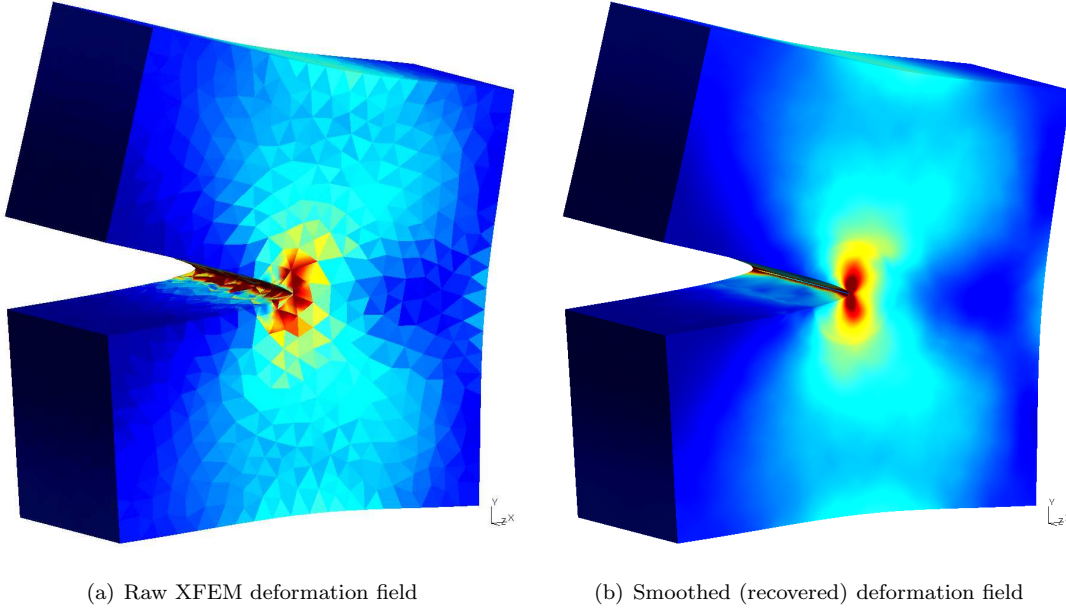 Y
Z X
Y
Z
(a) Raw XFEM deformation field
(b) Smoothed (recovered) deformation field